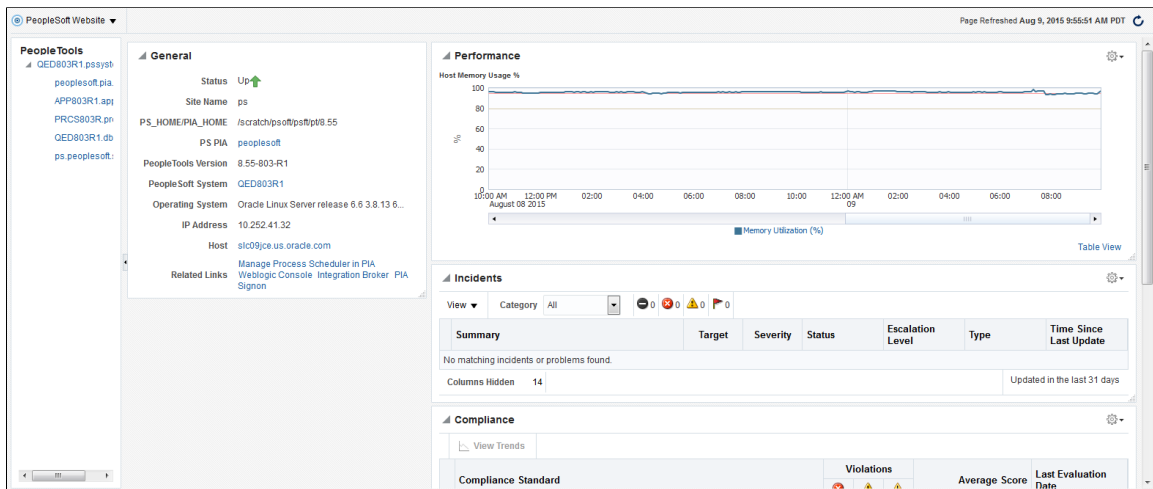 PeopleSoft Website
Page Refreshed Aug 9, 2015 9:55:51 AM PDT
PeopleTools
QED803R1.pssyst
peoplesoft.pia.
APP803R1.app
PRCS803R.pr
QED803R1.db
ps.peoplesoft.
General
Status Up
Site Name ps
PS_HOME/PIA_HOME /scratch/psoft/psft/pt/8.55
PS PIA peoplesoft
PeopleTools Version 8.55-803-R1
PeopleSoft System QED803R1
Operating System Oracle Linux Server release 6.6 3.8.13 6...
IP Address 10.252.41.32
Host slc09jce.us.oracle.com
Related Links Manage Process Scheduler in PIA
Weblogic Console Integration Broker PIA
Signon
Performance
Host Memory Usage %
100
80
60
40
20
0
%
10:00 AM 12:00 PM 02:00 04:00 06:00 08:00 10:00 12:00 AM 02:00 04:00 06:00 08:00
August 08 2015 09
Memory Utilization (%)
Table View
Incidents
View Category All 0 0 0 0
Summary Target Severity Status Escalation Level Type Time Since Last Update
No matching incidents or problems found.
Columns Hidden 14 Updated in the last 31 days
Compliance
View Trends
Compliance Standard Violations Average Score Last Evaluation Date